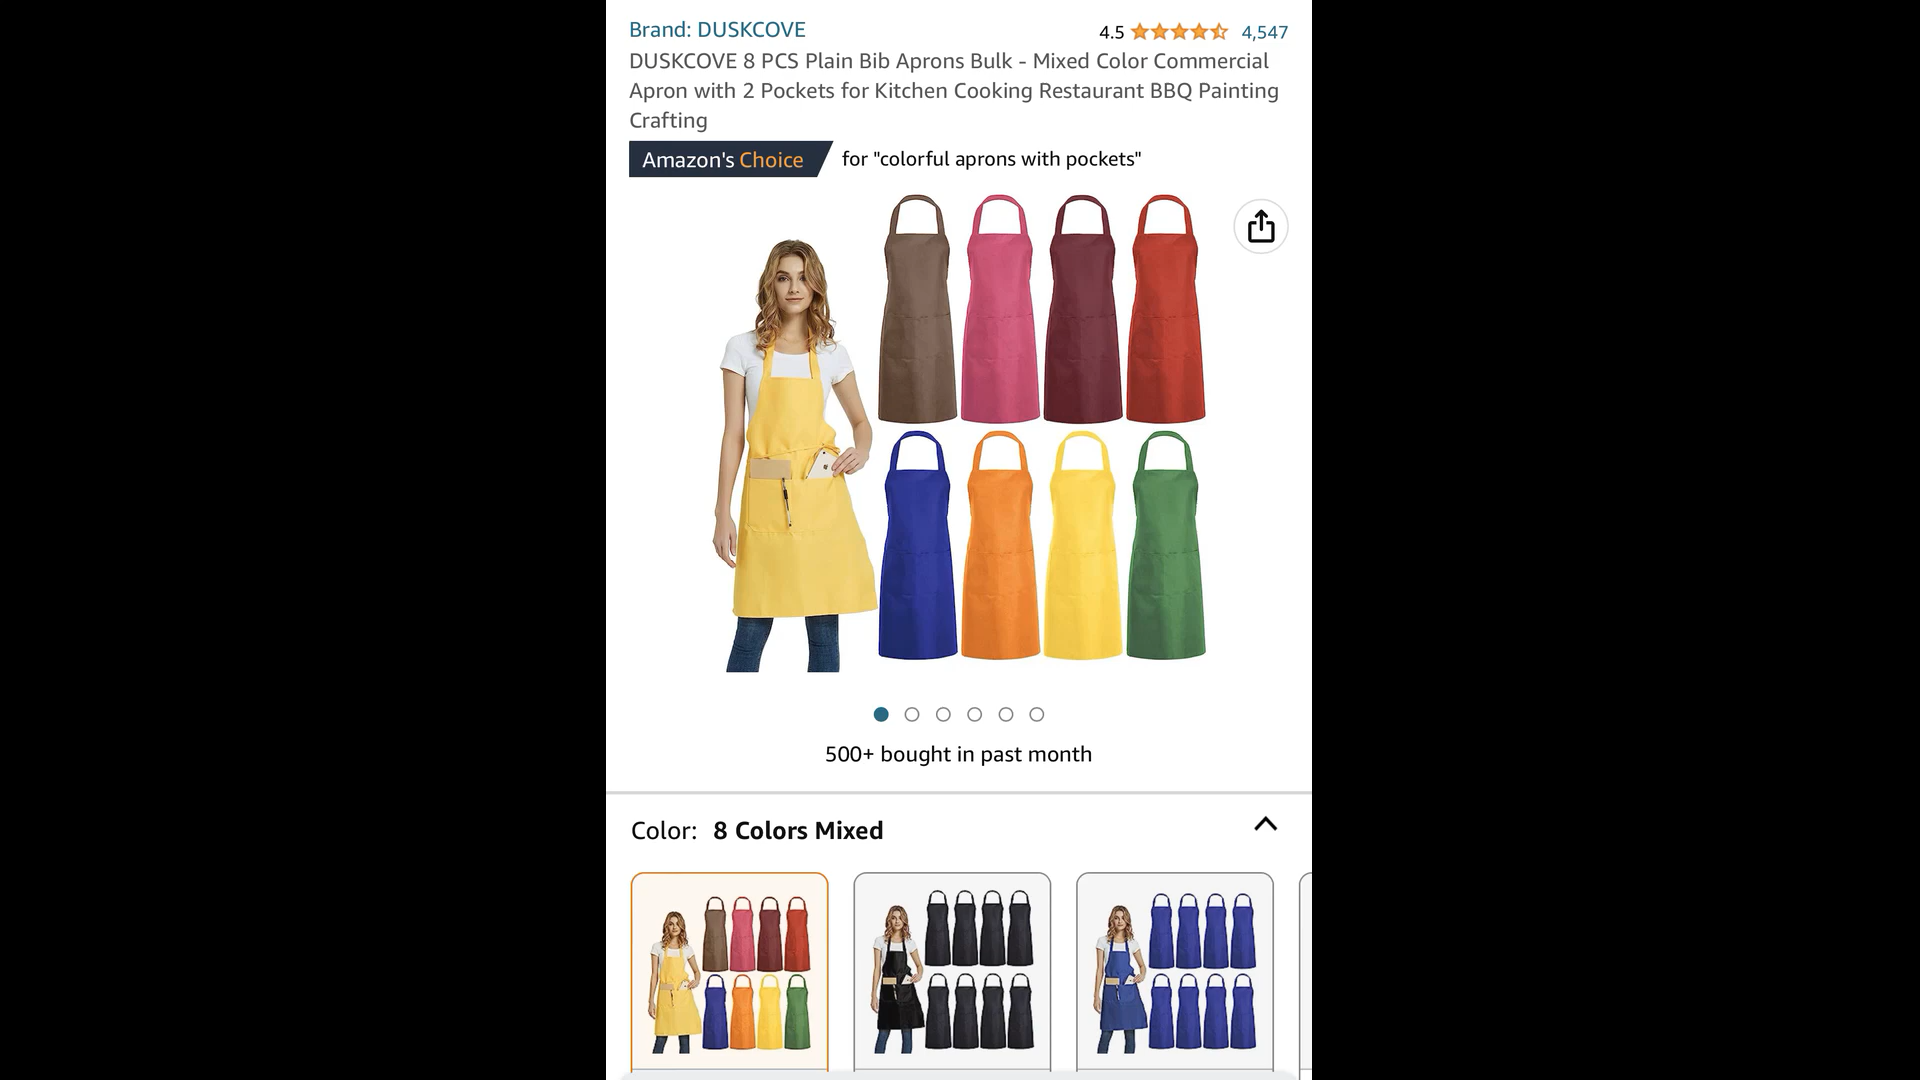 Brand: DUSKCOVE
4.5 4,547
DUSKCOVE 8 PCS Plain Bib Aprons Bulk - Mixed Color Commercial
Apron with 2 Pockets for Kitchen Cooking Restaurant BBQ Painting
Crafting
Amazon's Choice for "colorful aprons with pockets"
500+ bought in past month
Color: 8 Colors Mixed